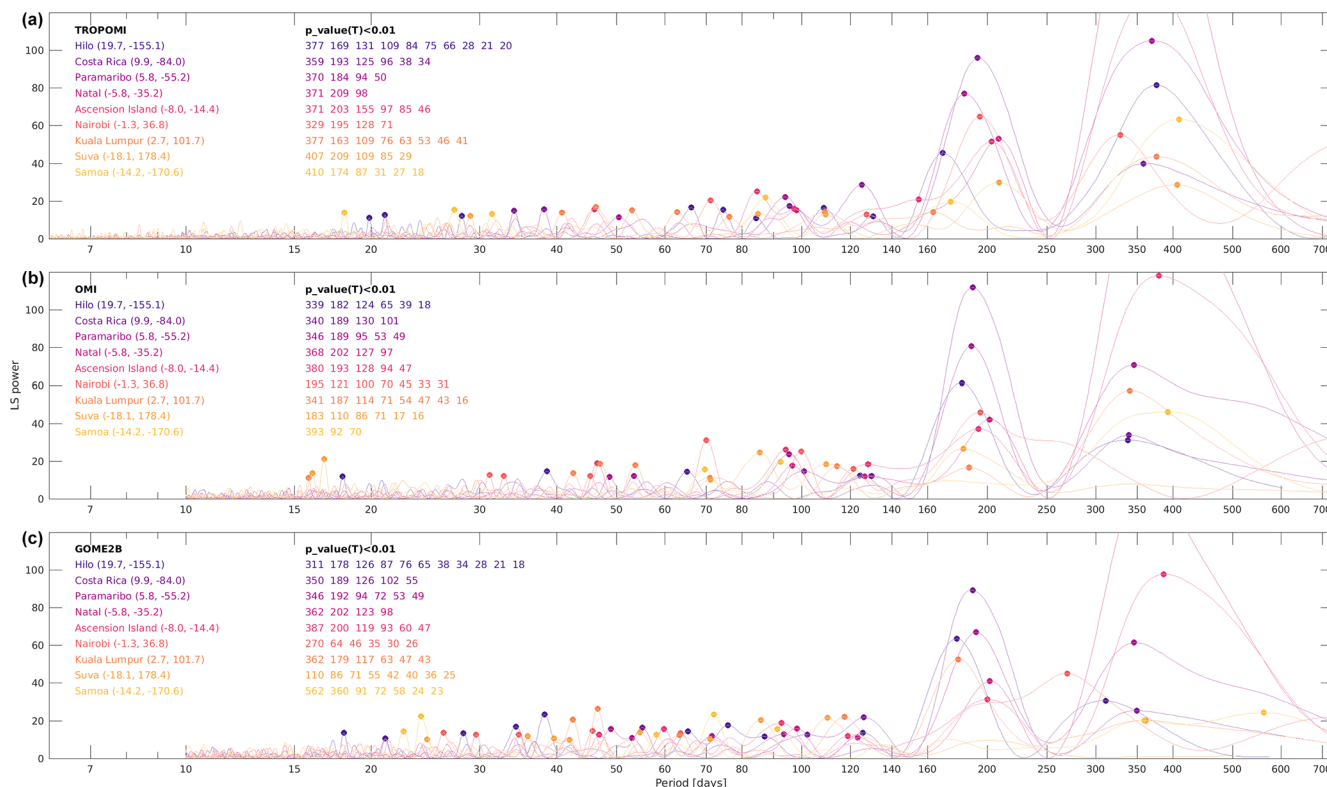 (a)
TROPOMI p_value(T)<0.01
Hilo (19.7, -155.1) 377 169 131 109 84 75 66 28 21 20
Costa Rica (9.9, -84.0) 359 193 125 96 38 34
Paramaribo (5.8, -55.2) 370 184 94 50
Natal (-5.8, -35.2) 371 209 98
Ascension Island (-8.0, -14.4) 371 203 155 97 85 46
Nairobi (-1.3, 36.8) 329 195 128 71
Kuala Lumpur (2.7, 101.7) 377 163 109 76 63 53 46 41
Suva (-18.1, 178.4) 407 209 109 85 29
Samoa (-14.2, -170.6) 410 174 87 31 27 18
100
80
60
40
20
0
7 10 15 20 30 40 50 60 70 80 100 120 140 160 200 250 300 350 400 500 600 700
(b)
OMI p_value(T)<0.01
Hilo (19.7, -155.1) 339 182 124 65 39 18
Costa Rica (9.9, -84.0) 340 189 130 101
Paramaribo (5.8, -55.2) 346 189 95 53 49
Natal (-5.8, -35.2) 368 202 127 97
Ascension Island (-8.0, -14.4) 380 193 128 94 47
Nairobi (-1.3, 36.8) 195 121 100 70 45 33 31
Kuala Lumpur (2.7, 101.7) 341 187 114 71 54 47 43 16
Suva (-18.1, 178.4) 183 110 86 71 17 16
Samoa (-14.2, -170.6) 393 92 70
LS power
100
80
60
40
20
0
7 10 15 20 30 40 50 60 70 80 100 120 140 160 200 250 300 350 400 500 600 700
(c)
GOME2B p_value(T)<0.01
Hilo (19.7, -155.1) 311 178 126 87 76 65 38 34 28 21 18
Costa Rica (9.9, -84.0) 350 189 126 102 55
Paramaribo (5.8, -55.2) 346 192 94 72 53 49
Natal (-5.8, -35.2) 362 202 123 98
Ascension Island (-8.0, -14.4) 387 200 119 93 60 47
Nairobi (-1.3, 36.8) 270 64 46 35 30 26
Kuala Lumpur (2.7, 101.7) 362 179 117 63 47 43
Suva (-18.1, 178.4) 110 86 71 55 42 40 36 25
Samoa (-14.2, -170.6) 562 360 91 72 58 24 23
100
80
60
40
20
0
7 10 15 20 30 40 50 60 70 80 100 120 140 160 200 250 300 350 400 500 600 700
Period [days]